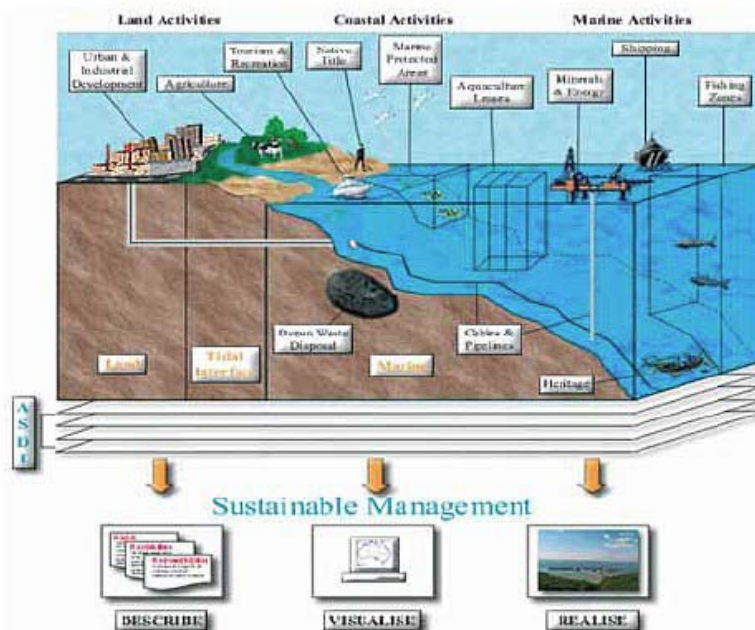 Land Activities
Coastal Activities
Marine Activities
Urban &
Industrial
Development
Agriculture
Tourism &
Recreation
Native
Title
Marine
Protected
Areas
Aquaculture
Leases
Minerals
& Energy
Shipping
Fishing
Zones
Ocean Waste
Disposal
Cables &
Pipelines
Heritage
Land
Tidal
Interface
Marine
A
S
D
I
Sustainable Management
DESCRIBE
VISUALISE
REALISE